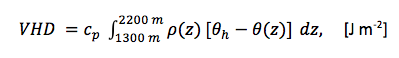 VHD = c_p ∫_{1300 m}^{2200 m} ρ(z) [θ_h − θ(z)] dz, [J m⁻²]